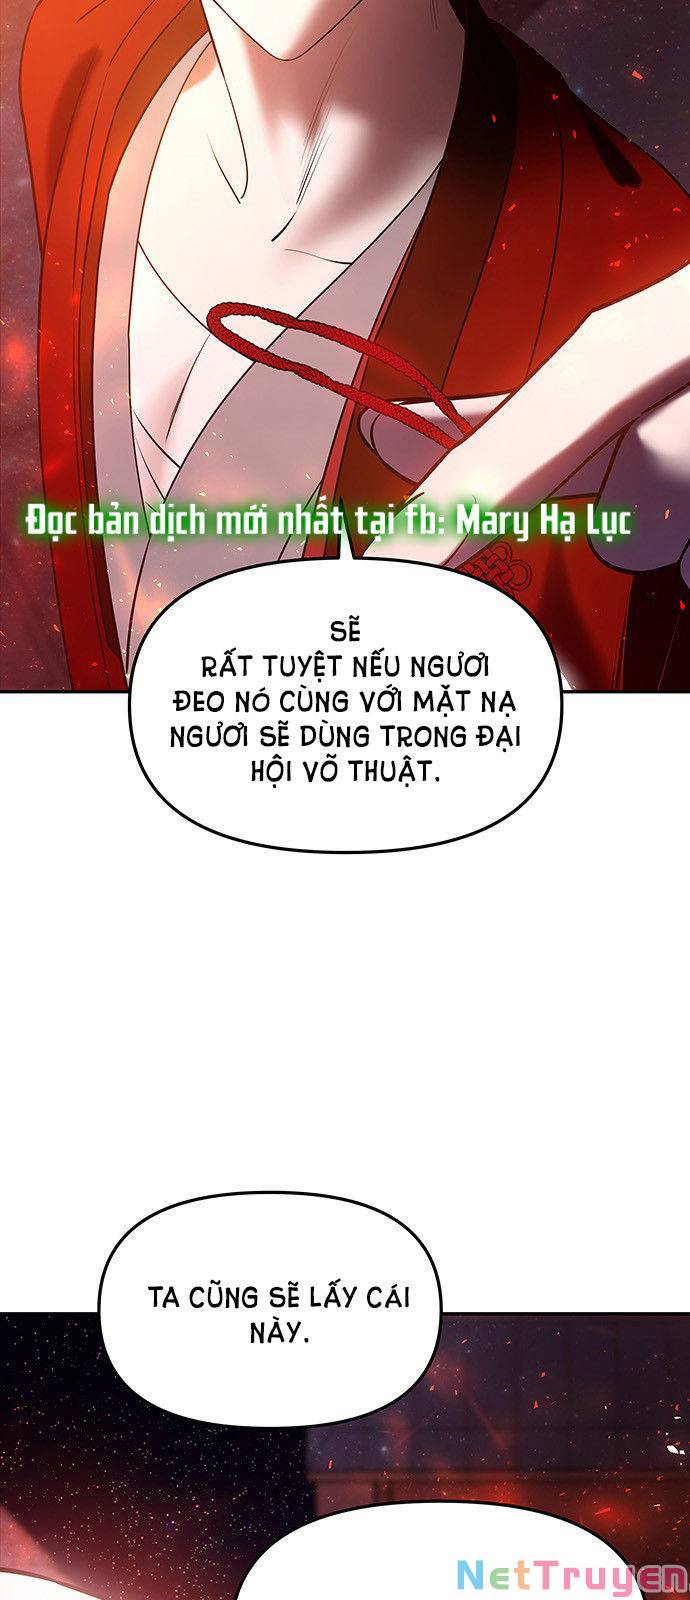 Đọc bản dịch mới nhất tại fb: Mary Hạ Lục
SẼ
RẤT TUYỆT NẾU NGƯƠI
ĐEO NÓ CÙNG VỚI MẶT NẠ
NGƯƠI SẼ DÙNG TRONG ĐẠI
HỘI VÕ THUẬT.
TA CŨNG SẼ LẤY CÁI
NÀY.
NetTruyen